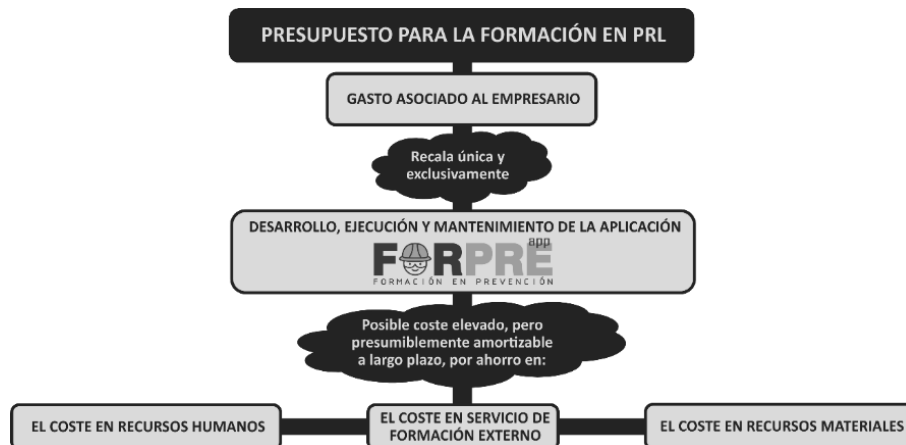 PRESUPUESTO PARA LA FORMACIÓN EN PRL
GASTO ASOCIADO AL EMPRESARIO
Recala única y
exclusivamente
DESARROLLO, EJECUCIÓN Y MANTENIMIENTO DE LA APLICACIÓN
app
FORPRE
FORMACIÓN EN PREVENCIÓN
Posible coste elevado, pero
presumiblemente amortizable
a largo plazo, por ahorro en:
EL COSTE EN RECURSOS HUMANOS
EL COSTE EN SERVICIO DE
FORMACIÓN EXTERNO
EL COSTE EN RECURSOS MATERIALES